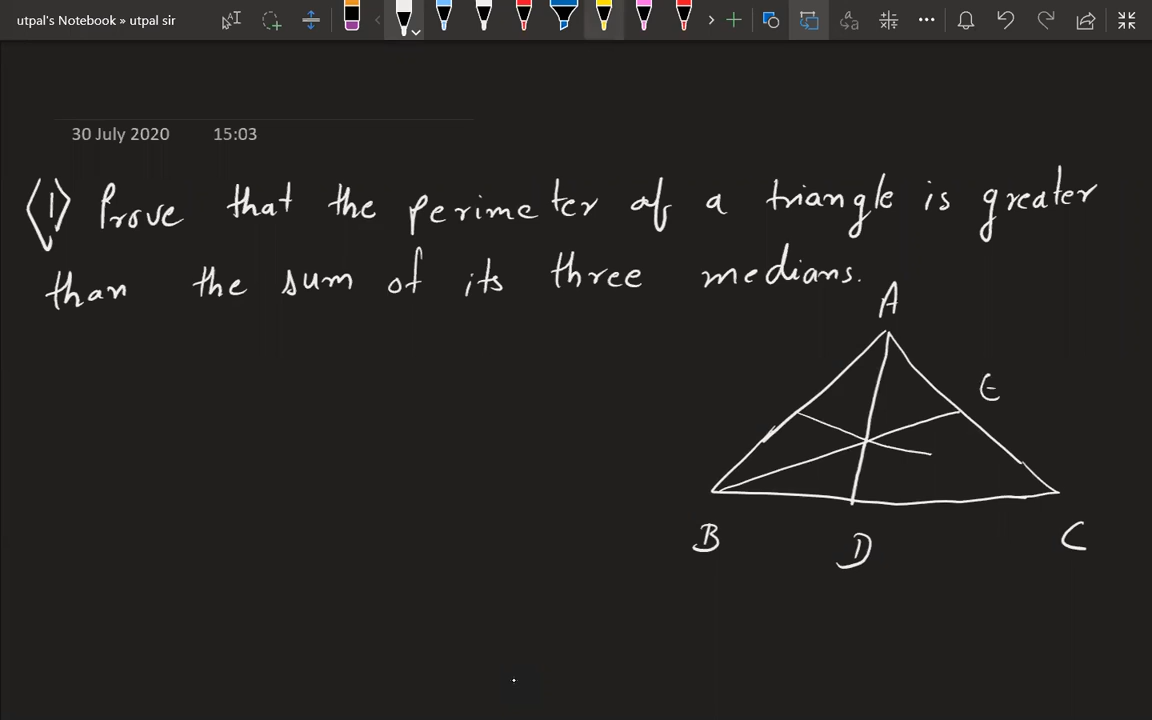 utpal's Notebook » utpal sir
30 July 2020 15:03
<1> Prove that the perimeter of a triangle is greater
than the sum of its three medians.
A
E
B
D
C